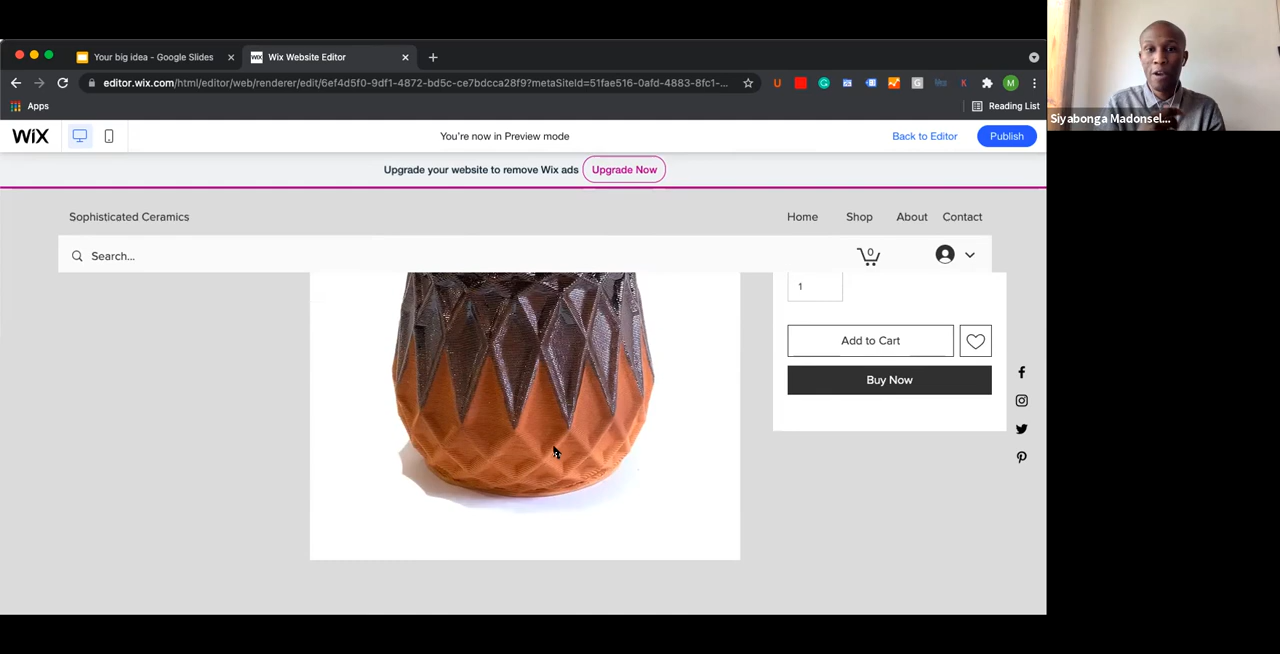 Your big idea - Google Slides
Wix Website Editor
editor.wix.com/html/editor/web/renderer/edit/6ef4d5f0-9df1-4872-bd5c-ce7bdcca28f9?metaSiteId=51fae516-0afd-4883-8fc1-...
Apps
Reading List
Siyabonga Madonsel...
WiX
You're now in Preview mode
Back to Editor
Publish
Upgrade your website to remove Wix ads
Upgrade Now
Sophisticated Ceramics
Home
Shop
About
Contact
Search...
0
1
Add to Cart
Buy Now